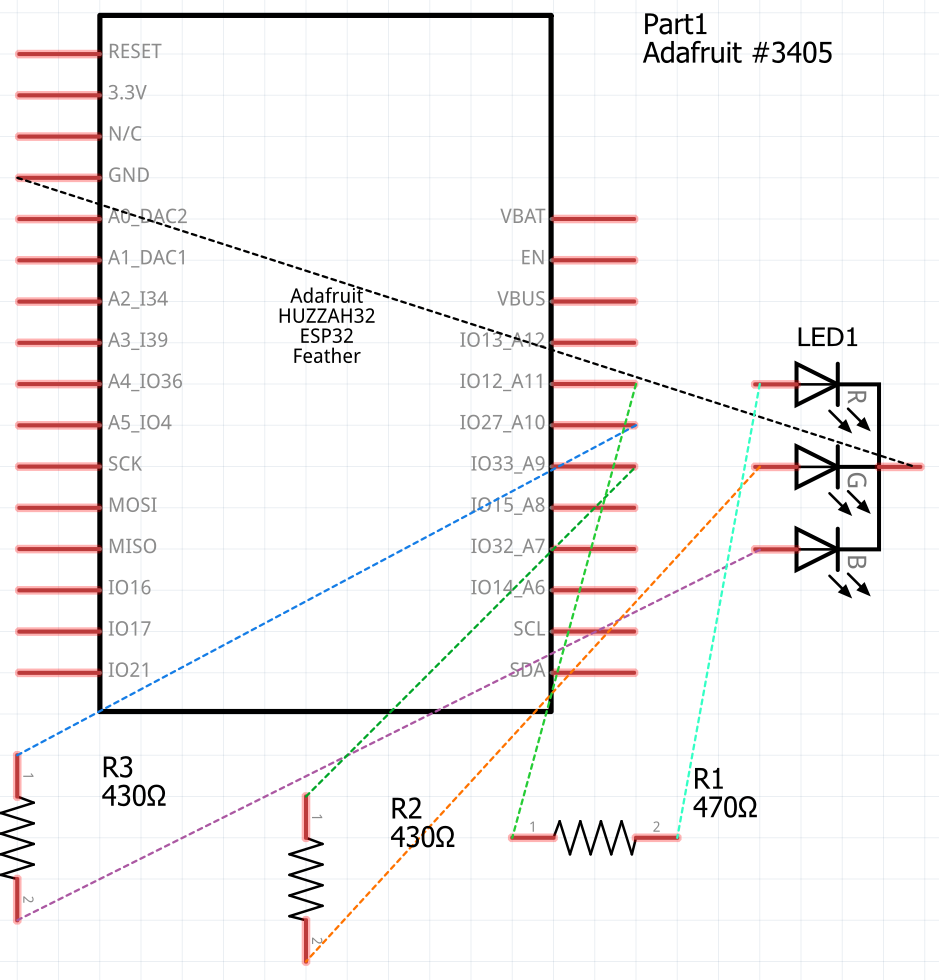 Part1
Adafruit #3405
RESET
3.3V
N/C
GND
A0_DAC2
A1_DAC1
A2_I34
A3_I39
A4_IO36
A5_IO4
SCK
MOSI
MISO
IO16
IO17
IO21
Adafruit
HUZZAH32
ESP32
Feather
VBAT
EN
VBUS
IO13_A12
IO12_A11
IO27_A10
IO33_A9
IO15_A8
IO32_A7
IO14_A6
SCL
SDA
LED1
R
G
B
R3
430Ω
1
2
R2
430Ω
1
2
R1
470Ω
1
2